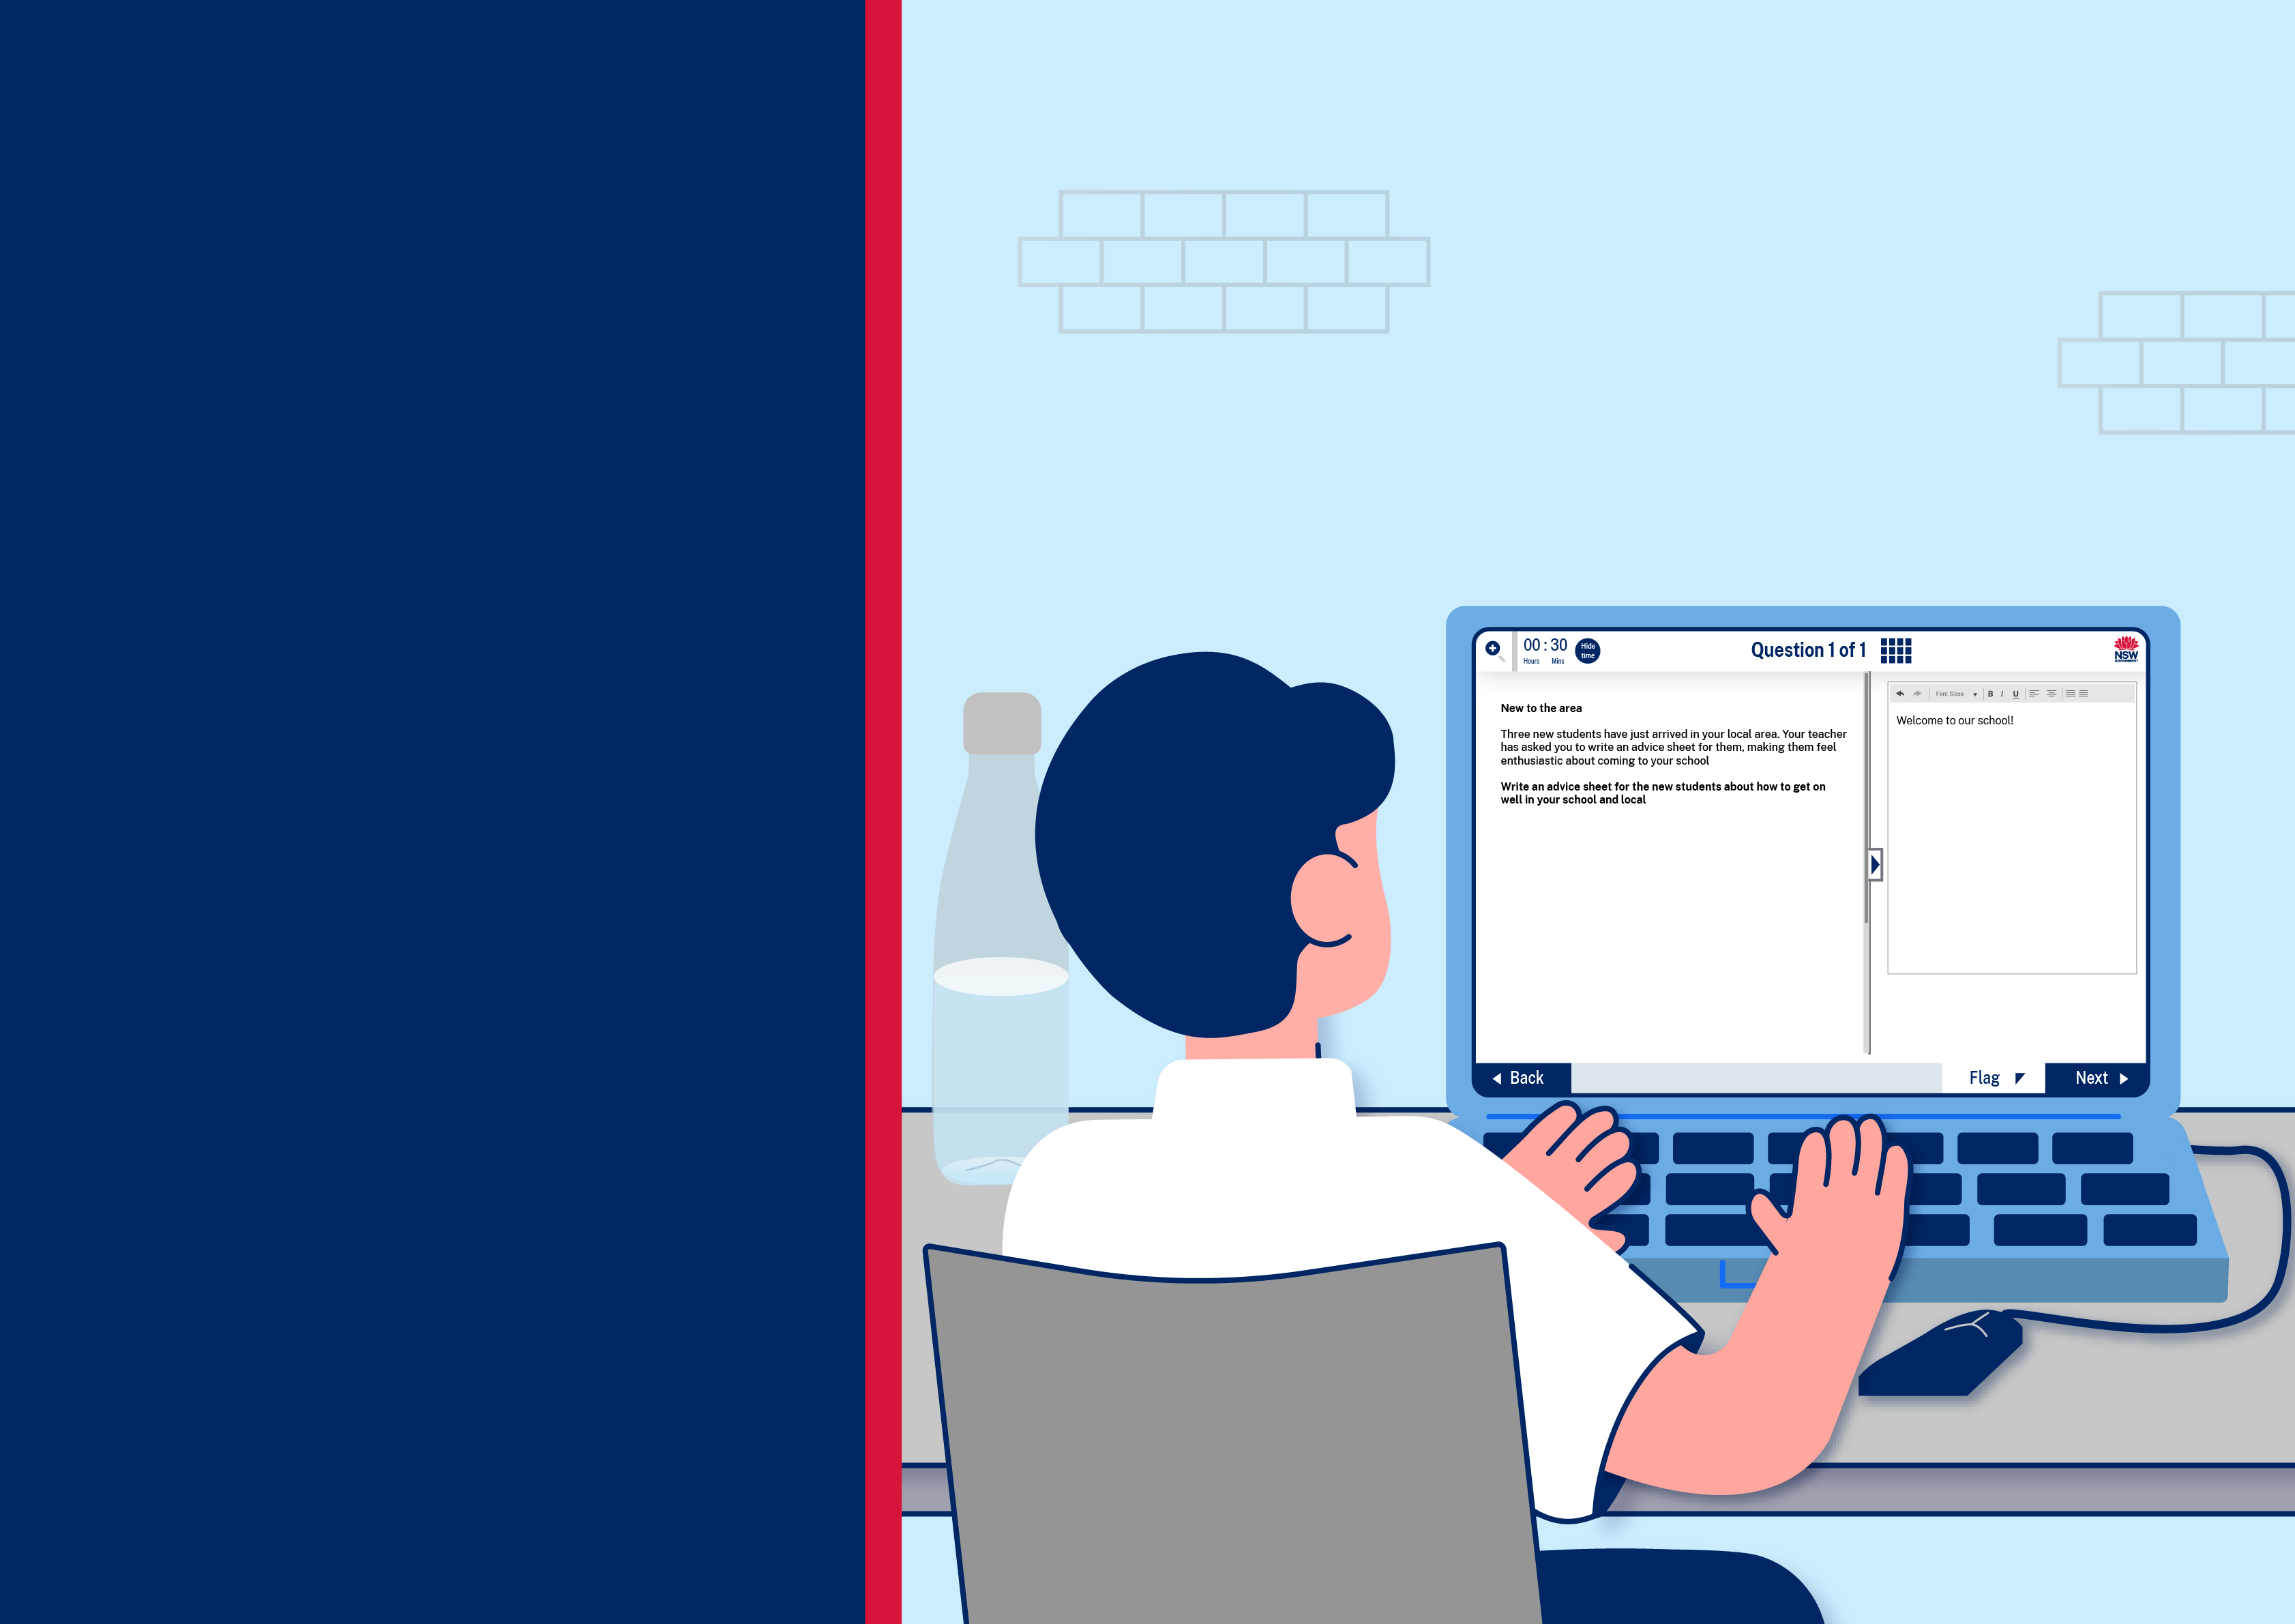 00 : 30
Hours Mins
Hide
time
Question 1 of 1
NSW
GOVERNMENT
New to the area
Three new students have just arrived in your local area. Your teacher
has asked you to write an advice sheet for them, making them feel
enthusiastic about coming to your school
Write an advice sheet for the new students about how to get on
well in your school and local
Font Sizes B I U
Welcome to our school!
Back
Flag
Next